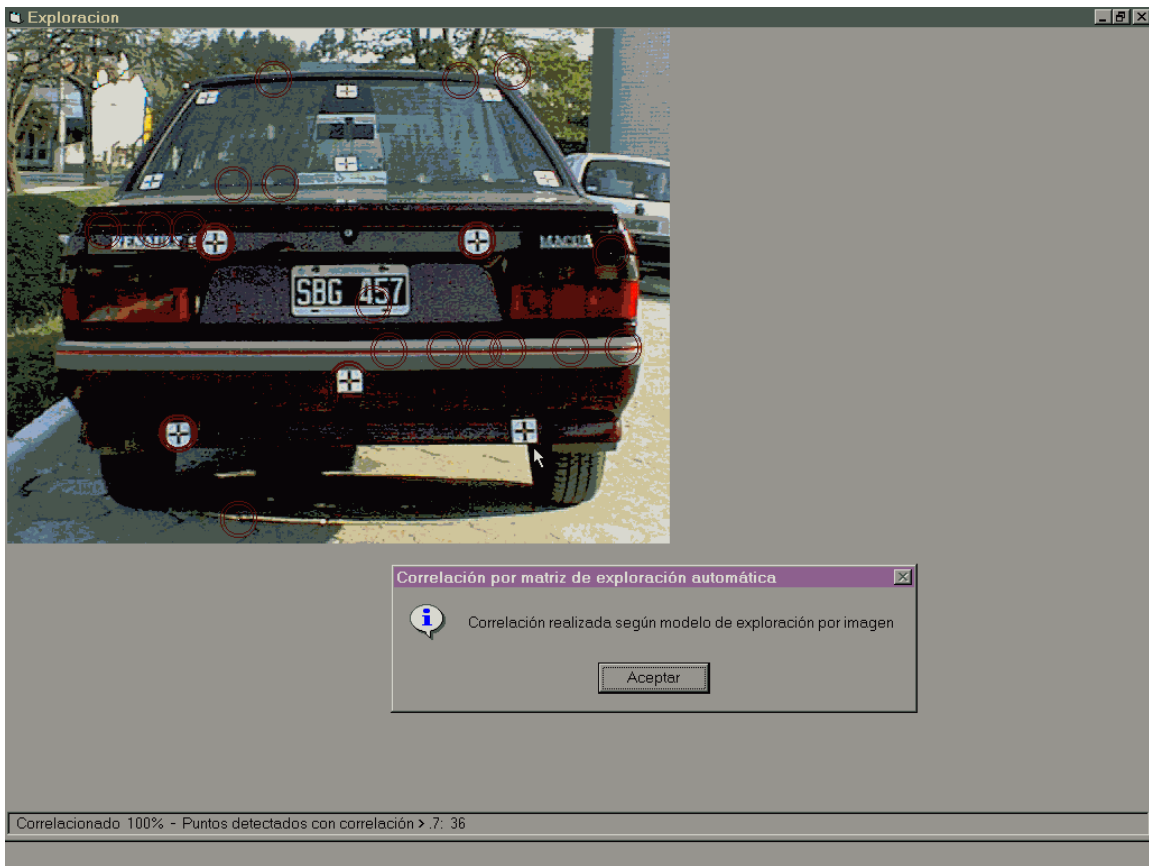 Exploracion
SBG 457
Correlación por matriz de exploración automática
Correlación realizada según modelo de exploración por imagen
Aceptar
Correlacionado 100% - Puntos detectados con correlación > .7: 36